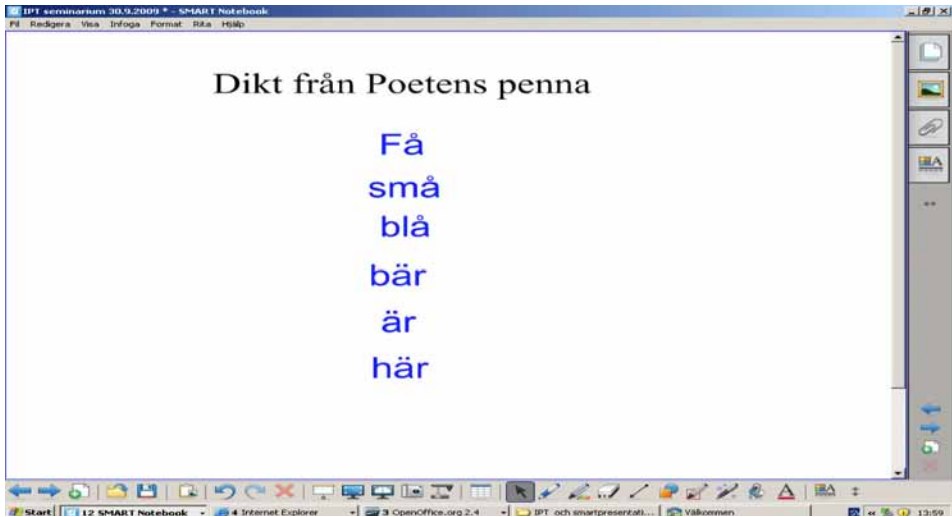 IPT seminarium 30.9.2009 * - SMART Notebook
Fil Redigera Visa Infoga Format Rita Hjälp
Dikt från Poetens penna
Få
små
blå
bär
är
här
Start 12 SMART Notebook 4 Internet Explorer 3 OpenOffice.org 2.4 IPT och smartpresentati... Välkommen 13:59